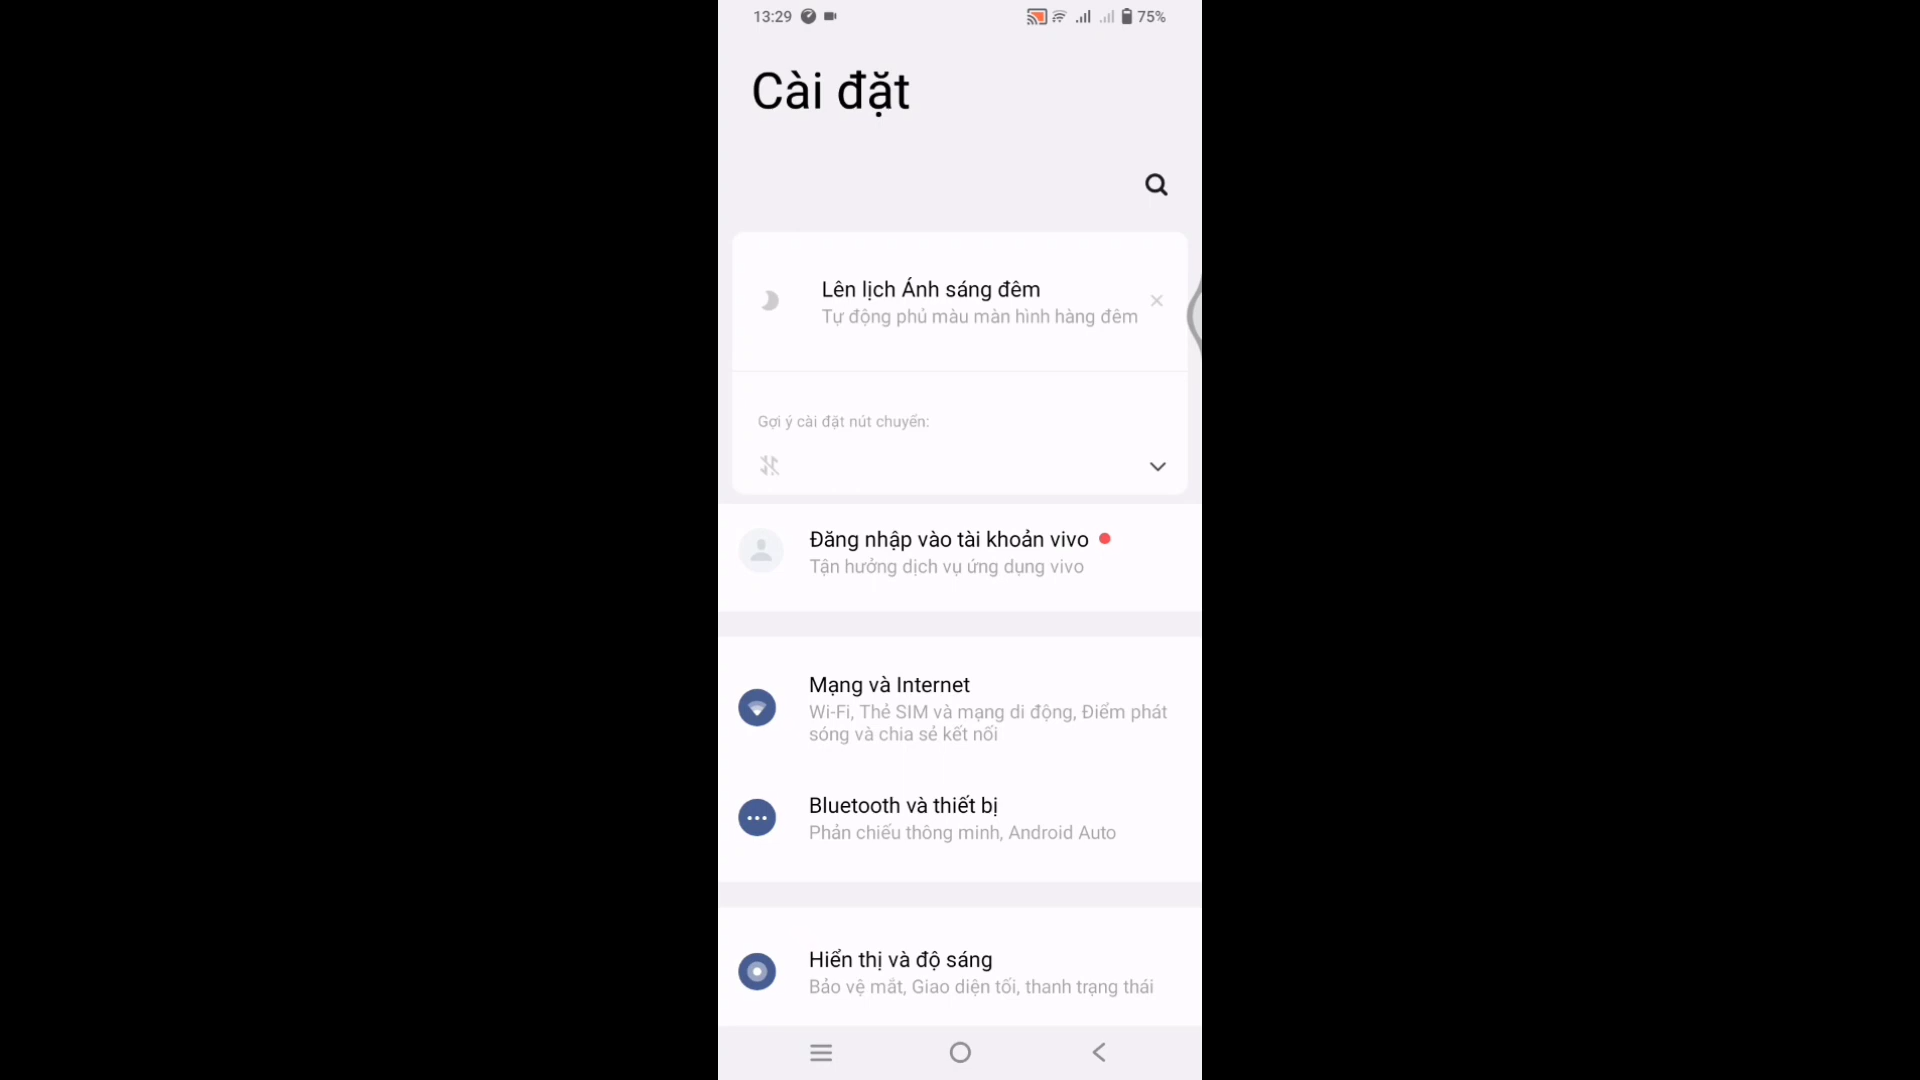 13:29
75%
Cài đặt
Lên lịch Ánh sáng đêm
Tự động phủ màu màn hình hàng đêm
Gợi ý cài đặt nút chuyển:
Đăng nhập vào tài khoản vivo
Tận hưởng dịch vụ ứng dụng vivo
Mạng và Internet
Wi-Fi, Thẻ SIM và mạng di động, Điểm phát
sóng và chia sẻ kết nối
Bluetooth và thiết bị
Phản chiếu thông minh, Android Auto
Hiển thị và độ sáng
Bảo vệ mắt, Giao diện tối, thanh trạng thái